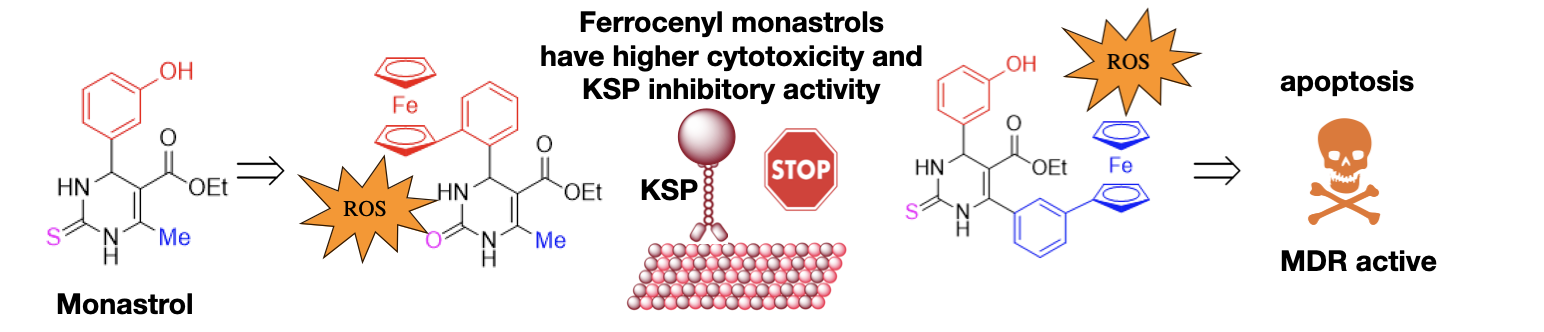 Ferrocenyl monastrols
have higher cytotoxicity and
KSP inhibitory activity
OH
O
OEt
HN
S
N
H
Me
Monastrol
Fe
ROS
O
OEt
HN
O
N
H
Me
KSP
STOP
OH
O
OEt
HN
S
N
H
Fe
ROS
apoptosis
MDR active